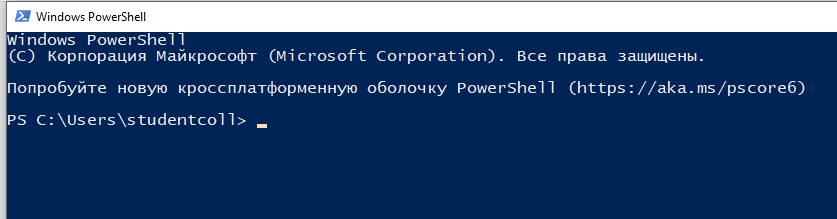 Windows PowerShell
Windows PowerShell
(C) Корпорация Майкрософт (Microsoft Corporation). Все права защищены.
Попробуйте новую кроссплатформенную оболочку PowerShell (https://aka.ms/pscore6)
PS C:\Users\studentcoll>